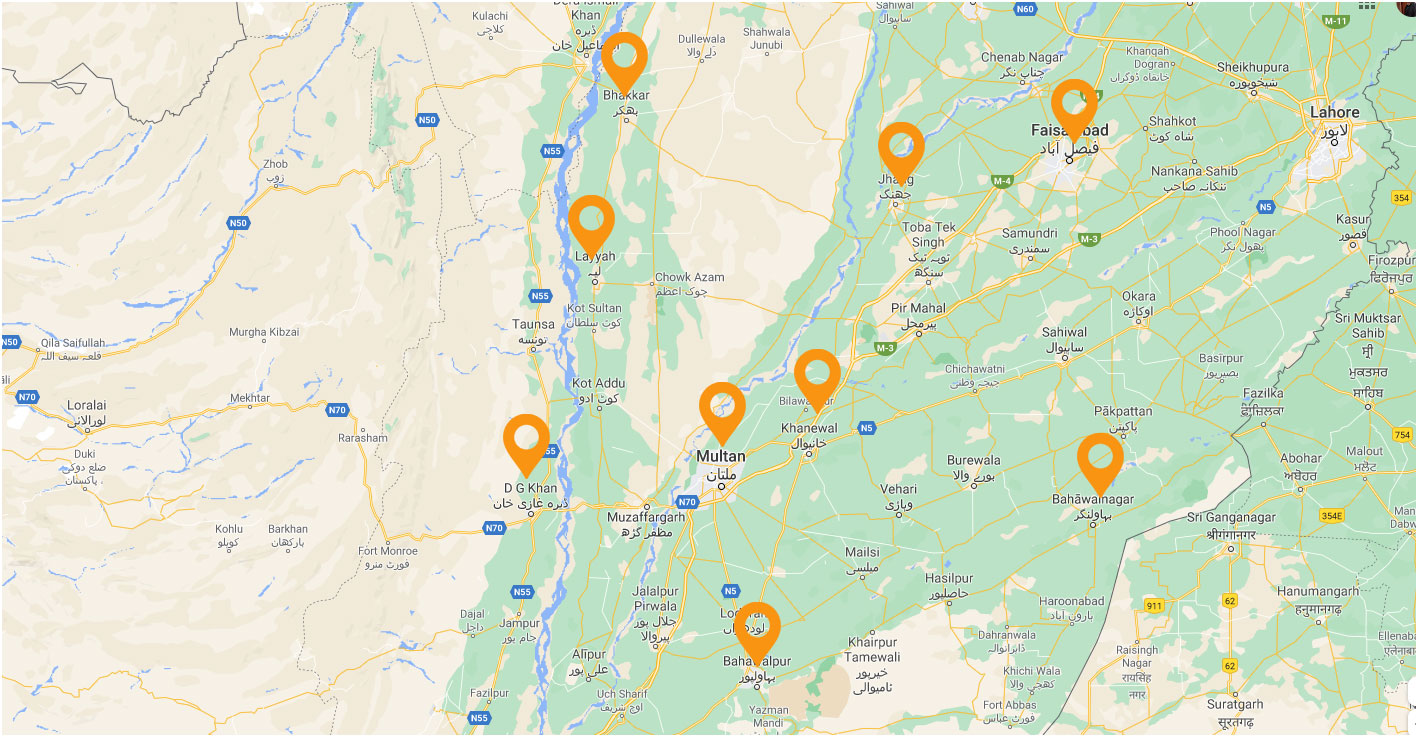 Kulachi
کلاچی
Dera Ismail
Khan
ڈیرہ
اسماعیل خان
Dullewala
دُلے والا
Shahwala
Junubi
Sahiwal
ساہیوال
N60
M-11
Chenab Nagar
چناب نگر
Khanqah
Dogran
خانقاہ ڈوگراں
Sheikhupura
شیخوپورہ
Bhakkar
بھکر
N50
N55
Lahore
لاہور
Faisalabad
فیصل آباد
Shahkot
شاہ کوٹ
Zhob
ژوب
Jhang
جھنگ
M-4
Nankana Sahib
ننکانہ صاحب
354
N50
N5
Toba Tek
Singh
ٹوبہ ٹیک
سنگھ
Samundri
سمندری
M-3
Phool Nagar
پھول نگر
Kasur
قصور
Layyah
لیہ
Chowk Azam
چوک اعظم
Firozpur
ਫਿਰੋਜ਼ਪੁਰ
N55
Kot Sultan
کوٹ سلطان
Pir Mahal
پیرمحل
Okara
اوکاڑہ
Taunsa
تونسه
Murgha Kibzai
N50
Qila Saifullah
قلعہ سیف اللہ
M-3
Sahiwal
ساہیوال
Sri Muktsar
Sahib
ਸ੍ਰੀ
ਮੁਕਤਸਰ
ਸਾਹਿਬ
Basirpur
بصیرپور
Chichawatni
چیچہ وطنی
Kot Addu
کوٹ ادو
Fazilka
ਫ਼ਾਜ਼ਿਲਕਾ
N70
Loralai
لورالائی
Mekhtar
N70
Rarasham
Khanewal
خانیوال
N5
Pākpattan
پاکپتن
754
Duki
ضلع دوکی
، پاکستان
55
Multan
ملتان
Burewala
بورے والا
Abohar
ਅਬੋਹਰ
Malout
ਮਲੋਟ
D G Khan
ڈیرہ غازی خان
N70
Vehari
وہاڑی
Bahāwalnagar
بہاولنگر
N70
Muzaffargarh
مظفر گڑھ
Sri Ganganagar
श्रीगंगानगर
354E
Kohlu
کوہلو
Barkhan
بارکھان
Fort Monroe
فورٹ منرو
Mailsi
میلسی
Hasilpur
حاصلپور
N55
Jalalpur
Pirwala
جلال پور
پیروالا
N5
Haroonabad
ہارون آباد
911
62
Hanumangarh
हनुमानगढ़
Dajal
داجل
Jampur
جام پور
Dahranwala
ڈاہرانوالہ
Khairpur
Tamewali
خیرپور
ٹامیوالی
Raisingh
Nagar
रायसिंह
नगर
Alīpur
علی پور
Bahawalpur
بہاولپور
62
Khichi Wala
کھچی والا
Fazilpur
Uch Sharif
اوچ شریف
N55
Yazman
Mandi
Fort Abbas
فورٹ عباس
Suratgarh
सूरतगढ़